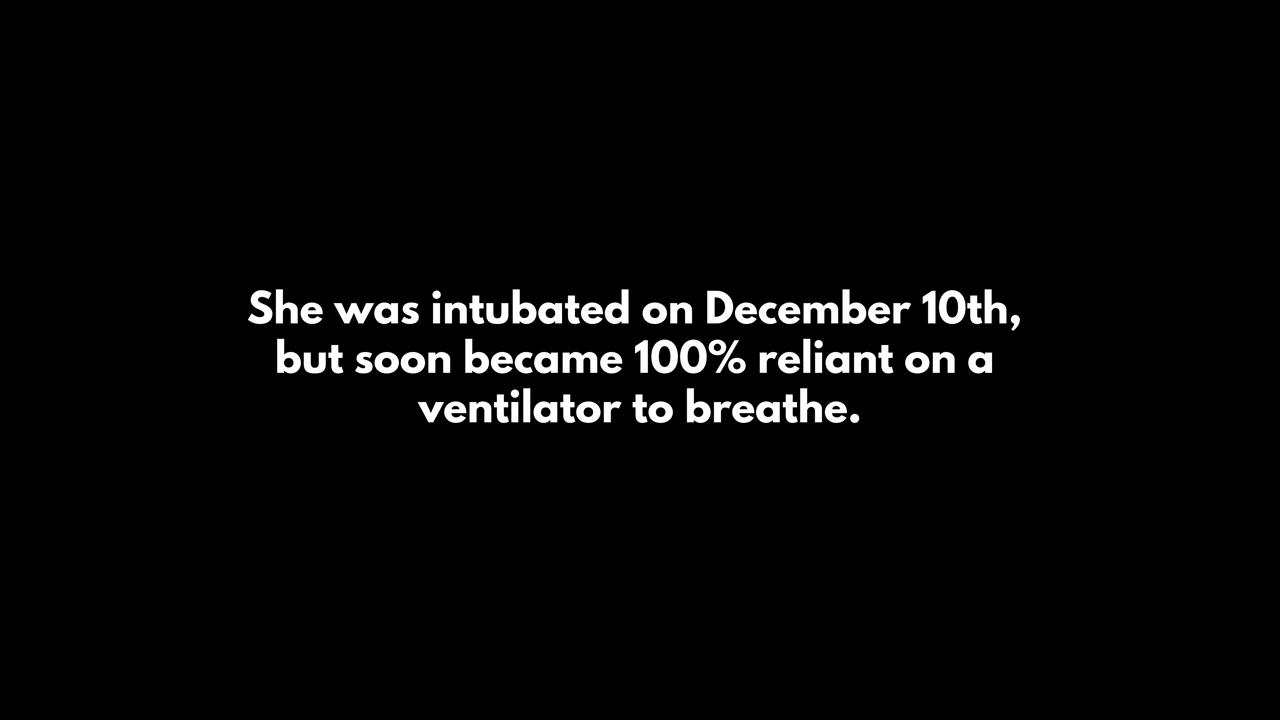 She was intubated on December 10th,
but soon became 100% reliant on a
ventilator to breathe.